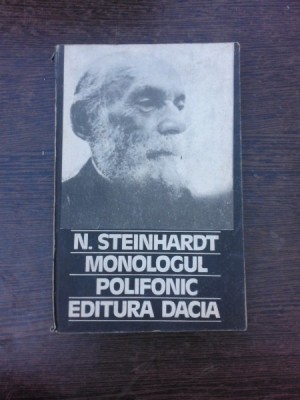 N. STEINHARDT
MONOLOGUL
POLIFONIC
EDITURA DACIA